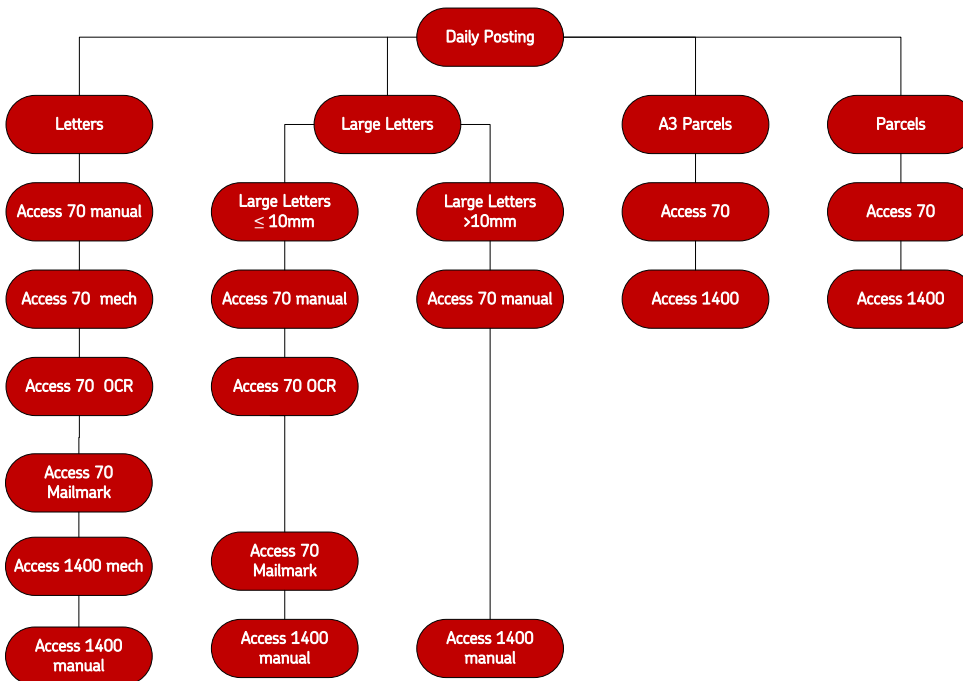 Daily Posting
Letters
Large Letters
A3 Parcels
Parcels
Access 70 manual
Large Letters
≤ 10mm
Large Letters
>10mm
Access 70
Access 70
Access 70  mech
Access 70 manual
Access 70 manual
Access 1400
Access 1400
Access 70  OCR
Access 70 OCR
Access 70
Mailmark
Access 70
Mailmark
Access 1400 mech
Access 1400
manual
Access 1400
manual
Access 1400
manual